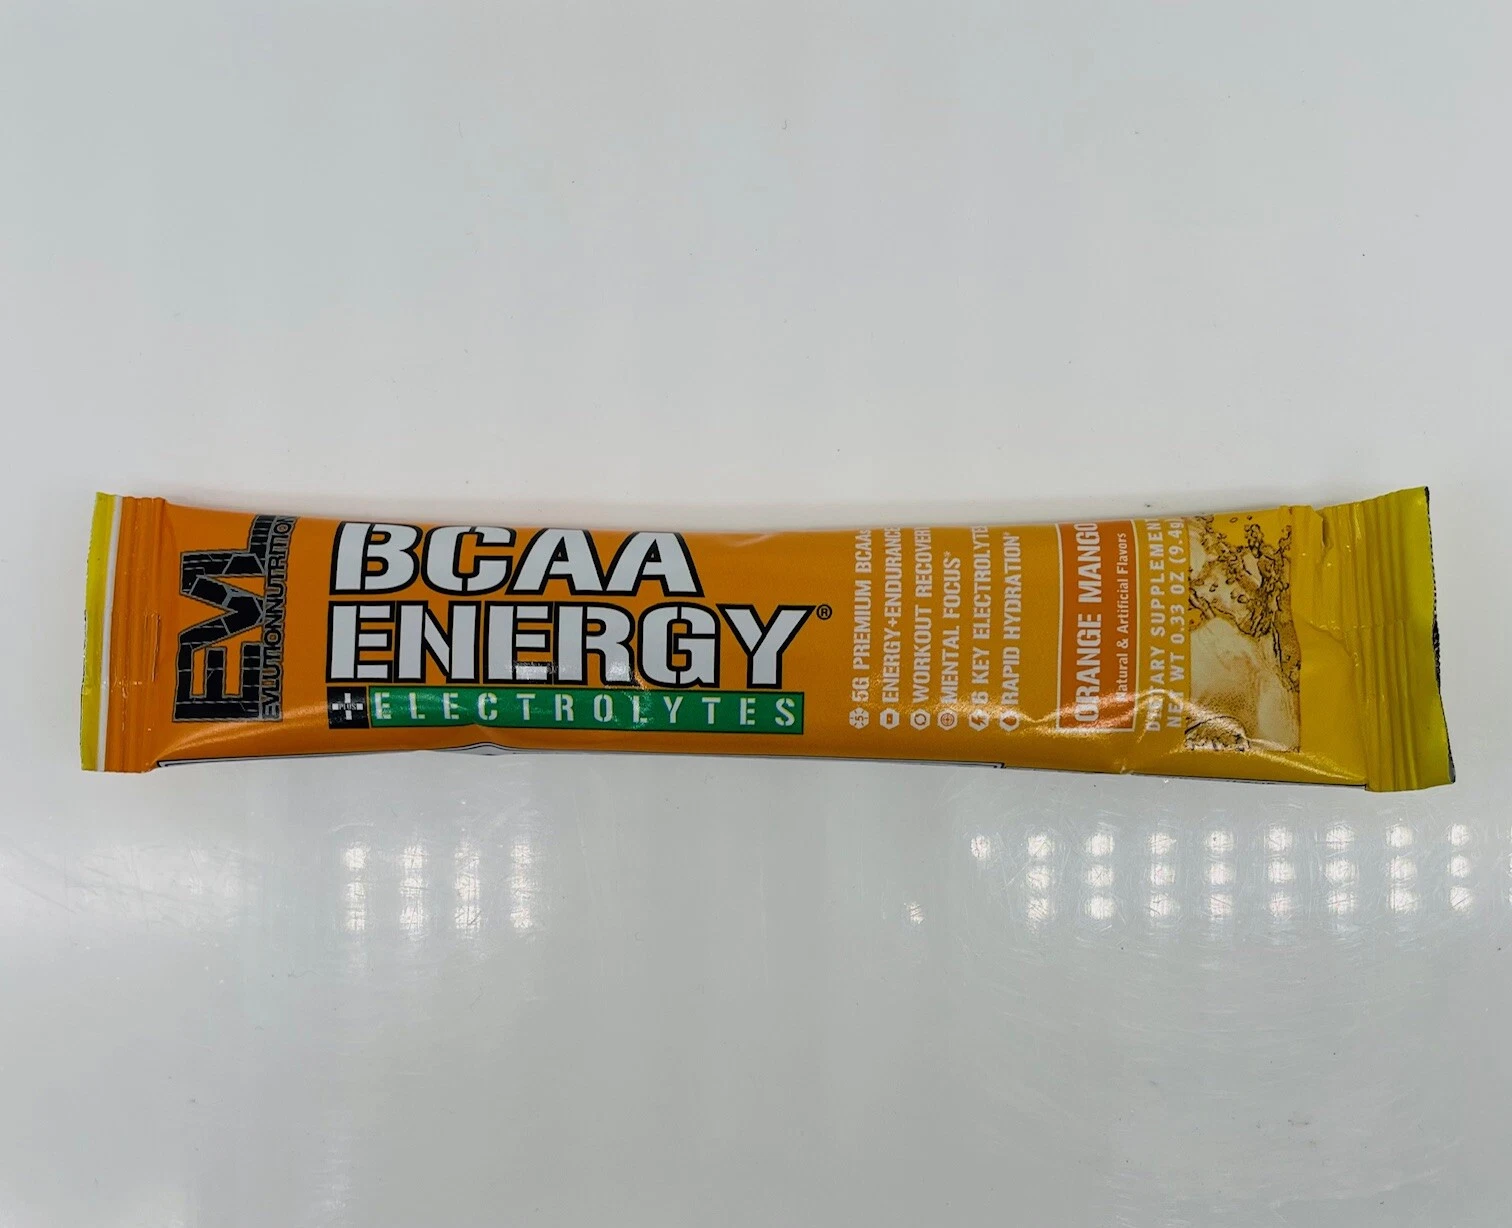 EVL
EVLUTIONNUTRITION
BCAA
ENERGY®
+PLUS ELECTROLYTES
5G PREMIUM BCAAs
ENERGY+ENDURANCE
WORKOUT RECOVERY
MENTAL FOCUS*
6 KEY ELECTROLYTE
RAPID HYDRATION*
ORANGE MANGO
Natural & Artificial Flavors
DIETARY SUPPLEMENT
NET WT 0.33 OZ (9.4g